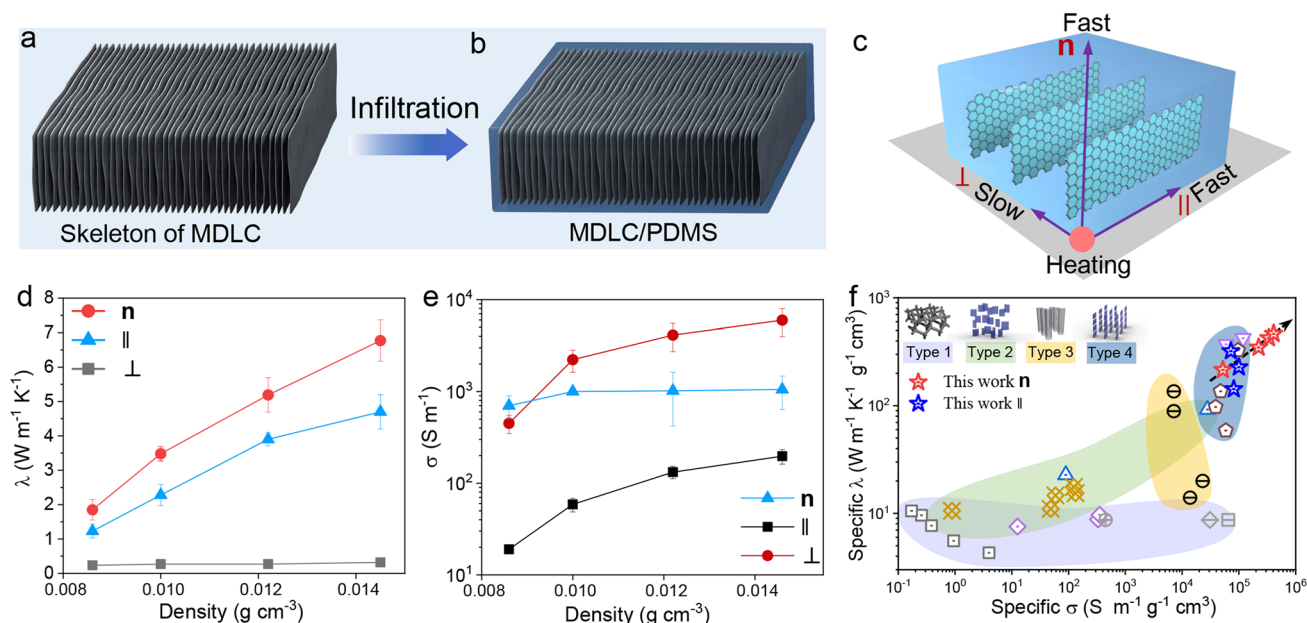 a
Skeleton of MDLC
Infiltration
b
MDLC/PDMS
c
Fast
n
⊥ Slow
|| Fast
Heating
d
8
7
6
5
4
3
2
1
0
λ (W m⁻¹ K⁻¹)
n
∥
⊥
0.008
0.010
0.012
0.014
Density (g cm⁻³)
e
10⁴
10³
10²
10¹
σ (S m⁻¹)
n
∥
⊥
0.008
0.010
0.012
0.014
Density (g cm⁻³)
f
10³
10²
10¹
Specific λ (W m⁻¹ K⁻¹ g⁻¹ cm³)
Type 1
Type 2
Type 3
Type 4
This work n
This work ∥
10⁻¹
10⁰
10¹
10²
10³
10⁴
10⁵
10⁶
Specific σ (S m⁻¹ g⁻¹ cm³)